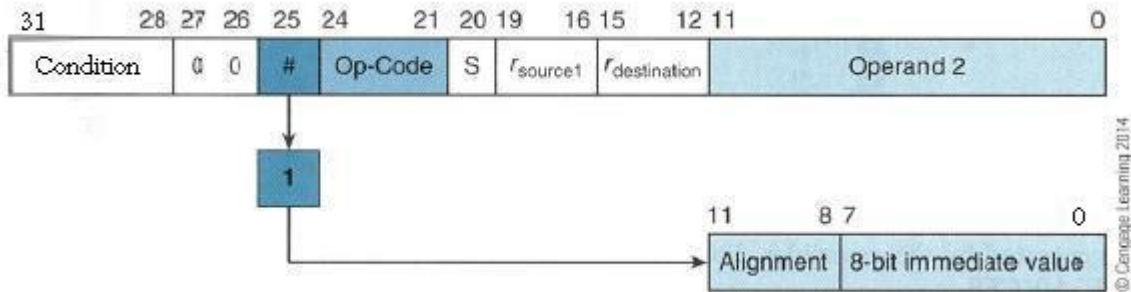 31 28 27 26 25 24 21 20 19 16 15 12 11 0
Condition 0 0 # Op-Code S rsource1 rdestination Operand 2
1
11 8 7 0
Alignment 8-bit immediate value
© Cengage Learning 2014